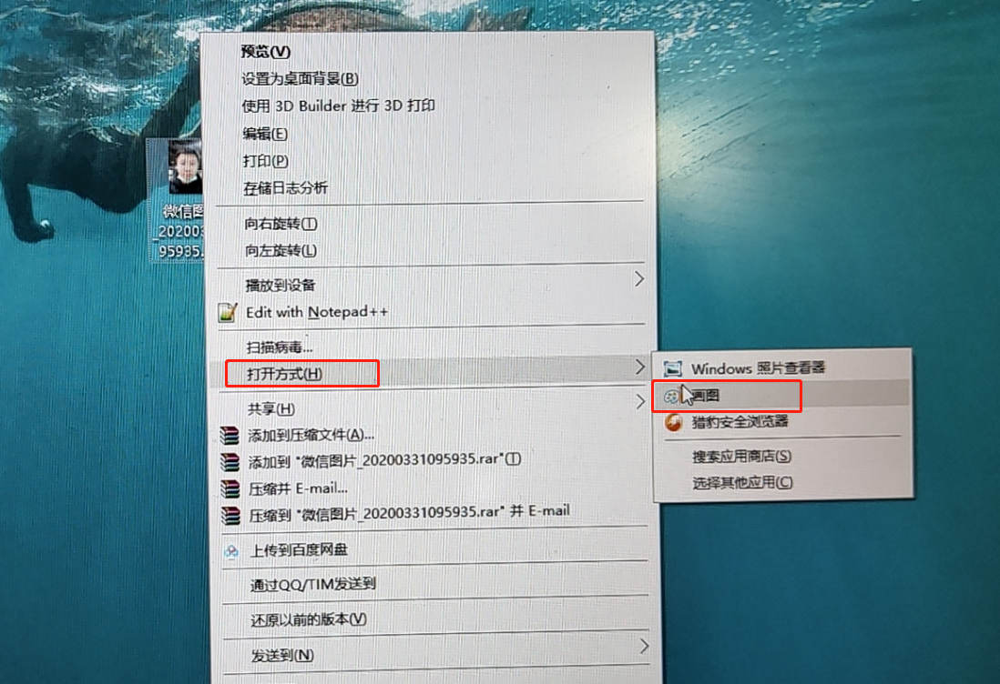 预览(V)
设置为桌面背景(B)
使用 3D Builder 进行 3D 打印
编辑(E)
打印(P)
存储日志分析
微信图
_20200
95935.
向右旋转(T)
向左旋转(L)
播放到设备
Edit with Notepad++
扫描病毒...
打开方式(H)
Windows 照片查看器
画图
猎豹安全浏览器
搜索应用商店(S)
选择其他应用(C)
共享(H)
添加到压缩文件(A)...
添加到 "微信图片_20200331095935.rar"(T)
压缩并 E-mail...
压缩到 "微信图片_20200331095935.rar" 并 E-mail
上传到百度网盘
通过QQ/TIM发送到
还原以前的版本(V)
发送到(N)